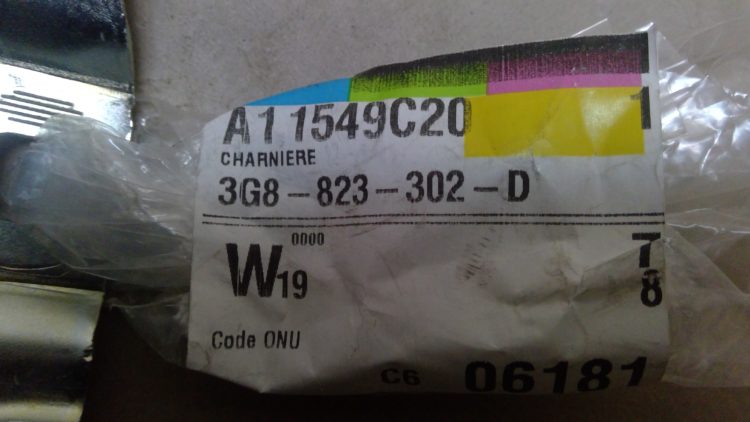 A11549C20 1
CHARNIERE
3G8-823-302-D
0000
W19
7
8
Code ONU
C6 06181